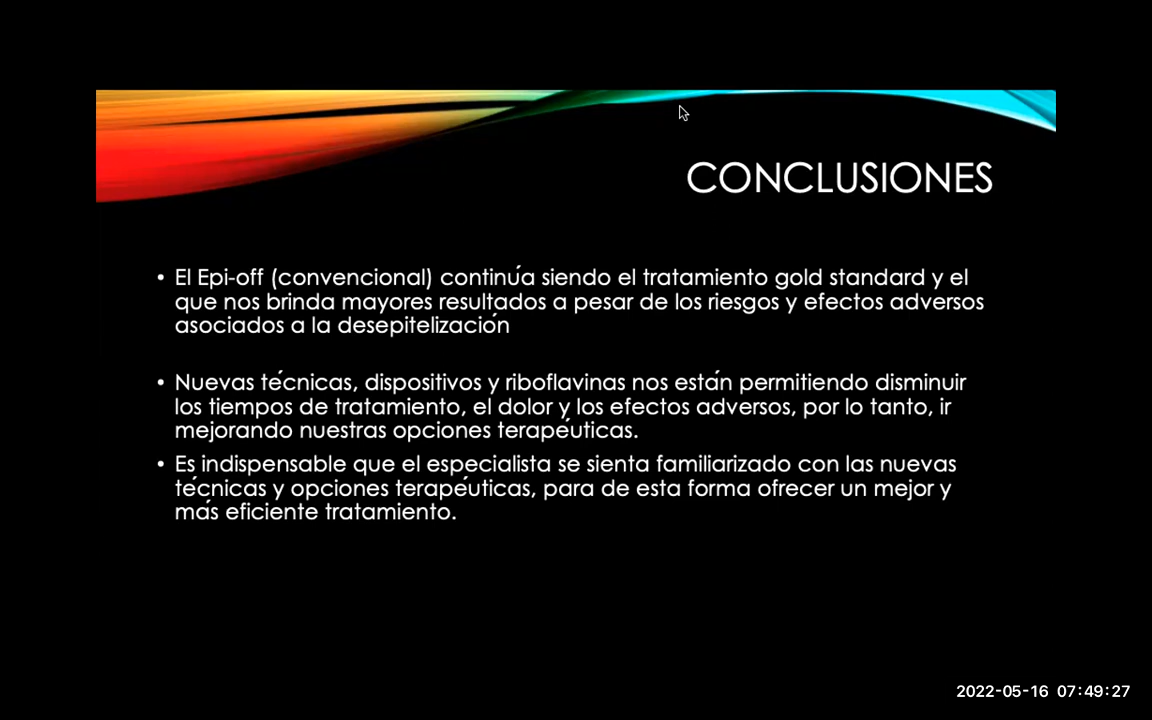 CONCLUSIONES
• El Epi-off (convencional) continúa siendo el tratamiento gold standard y el
que nos brinda mayores resultados a pesar de los riesgos y efectos adversos
asociados a la desepitelización
• Nuevas técnicas, dispositivos y riboflavinas nos están permitiendo disminuir
los tiempos de tratamiento, el dolor y los efectos adversos, por lo tanto, ir
mejorando nuestras opciones terapéuticas.
• Es indispensable que el especialista se sienta familiarizado con las nuevas
técnicas y opciones terapéuticas, para de esta forma ofrecer un mejor y
más eficiente tratamiento.
2022-05-16 07:49:27